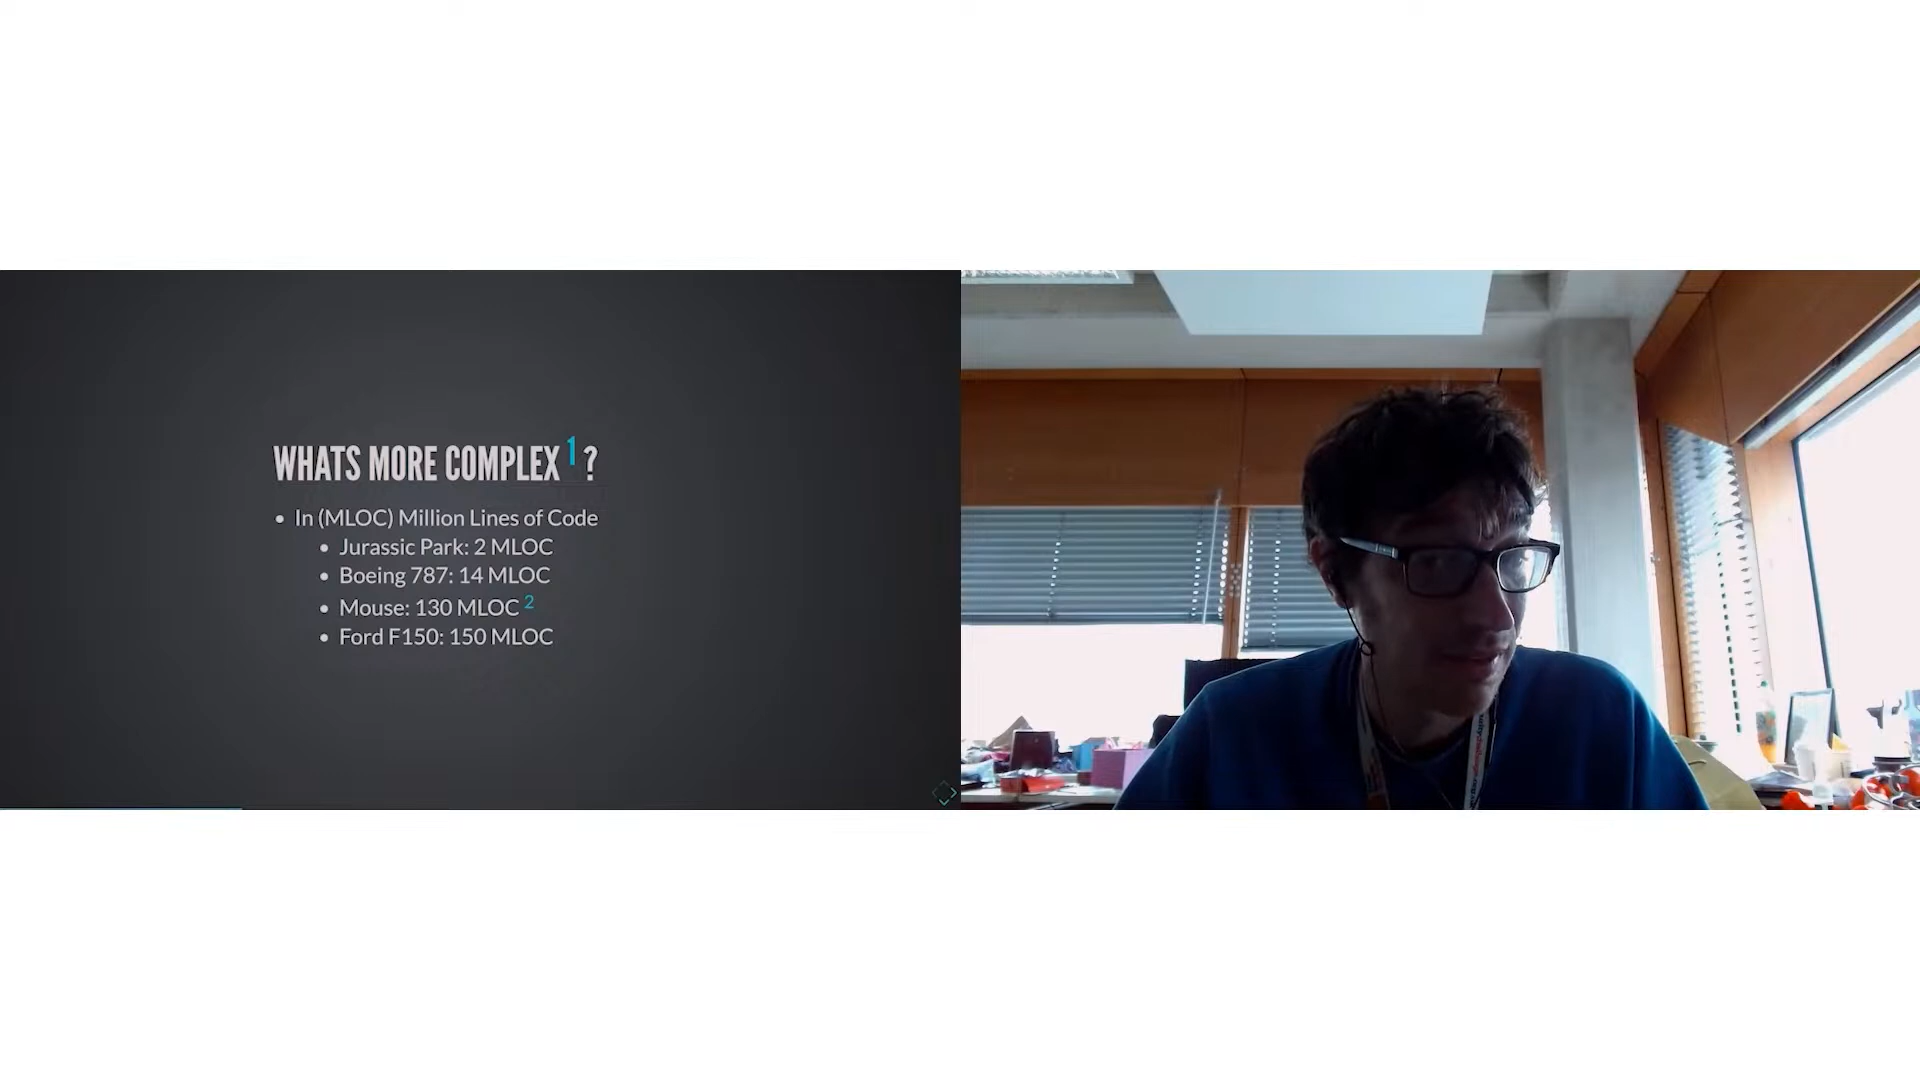 WHATS MORE COMPLEX 1 ?
• In (MLOC) Million Lines of Code
• Jurassic Park: 2 MLOC
• Boeing 787: 14 MLOC
• Mouse: 130 MLOC 2
• Ford F150: 150 MLOC